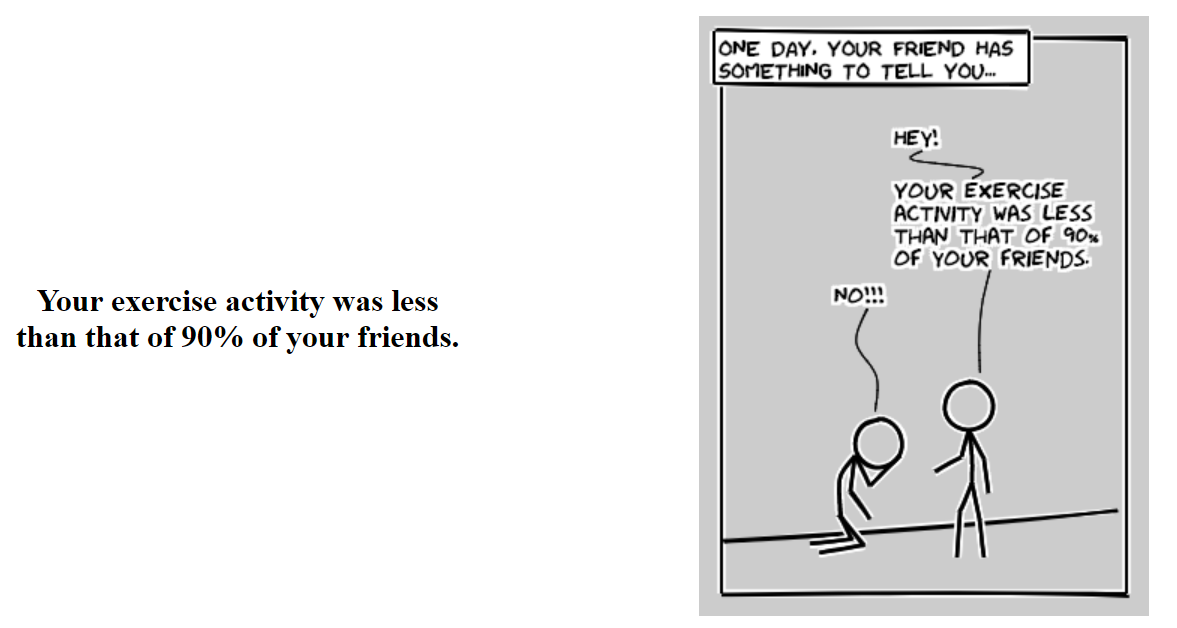 Your exercise activity was less
than that of 90% of your friends.
ONE DAY, YOUR FRIEND HAS
SOMETHING TO TELL YOU...
HEY!
YOUR EXERCISE
ACTIVITY WAS LESS
THAN THAT OF 90%
OF YOUR FRIENDS.
NO!!!